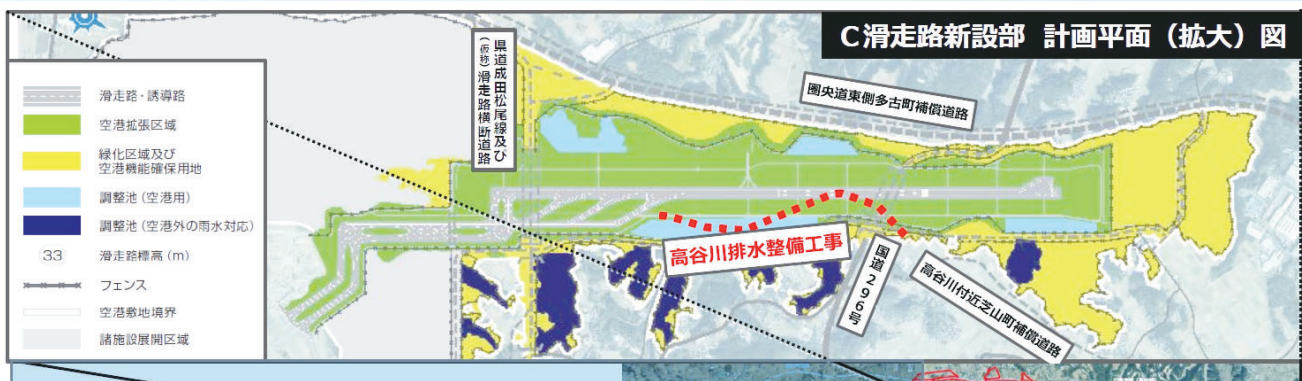 C滑走路新設部 計画平面（拡大）図
滑走路・誘導路
空港拡張区域
緑化区域及び
空港機能確保用地
調整池（空港用）
調整池（空港外の雨水対応）
33 滑走路標高（m）
フェンス
空港敷地境界
諸施設展開区域
県道成田松尾線及び
（仮称）滑走路横断道路
圏央道東側多古町補償道路
高谷川排水整備工事
国道296号
高谷川付近芝山町補償道路